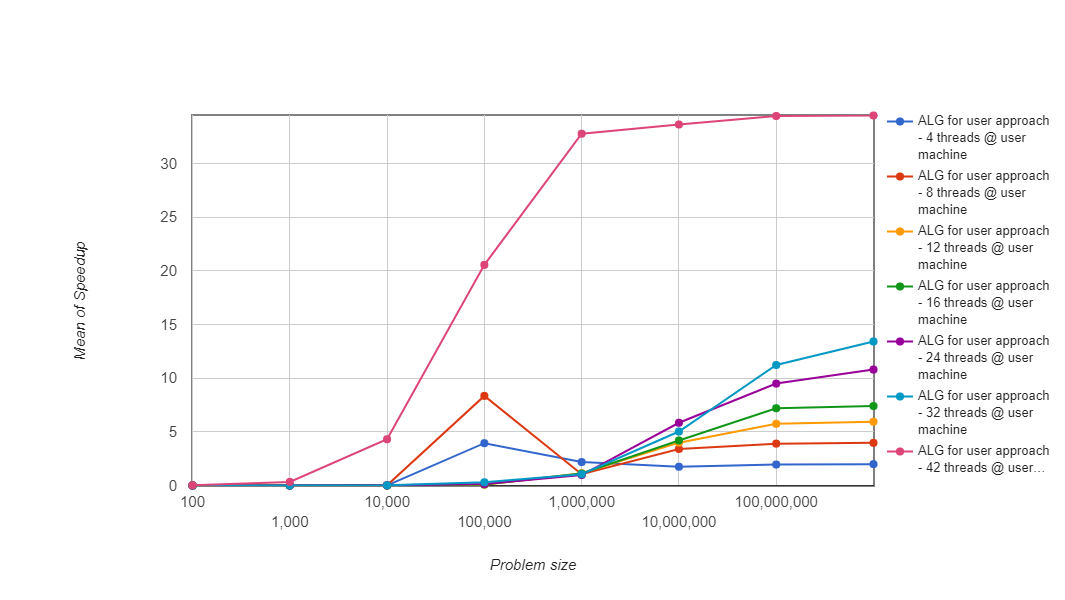 30
25
20
15
10
5
0
Mean of Speedup
100
1,000
10,000
100,000
1,000,000
10,000,000
100,000,000
Problem size
ALG for user approach
- 4 threads @ user
machine
ALG for user approach
- 8 threads @ user
machine
ALG for user approach
- 12 threads @ user
machine
ALG for user approach
- 16 threads @ user
machine
ALG for user approach
- 24 threads @ user
machine
ALG for user approach
- 32 threads @ user
machine
ALG for user approach
- 42 threads @ user…